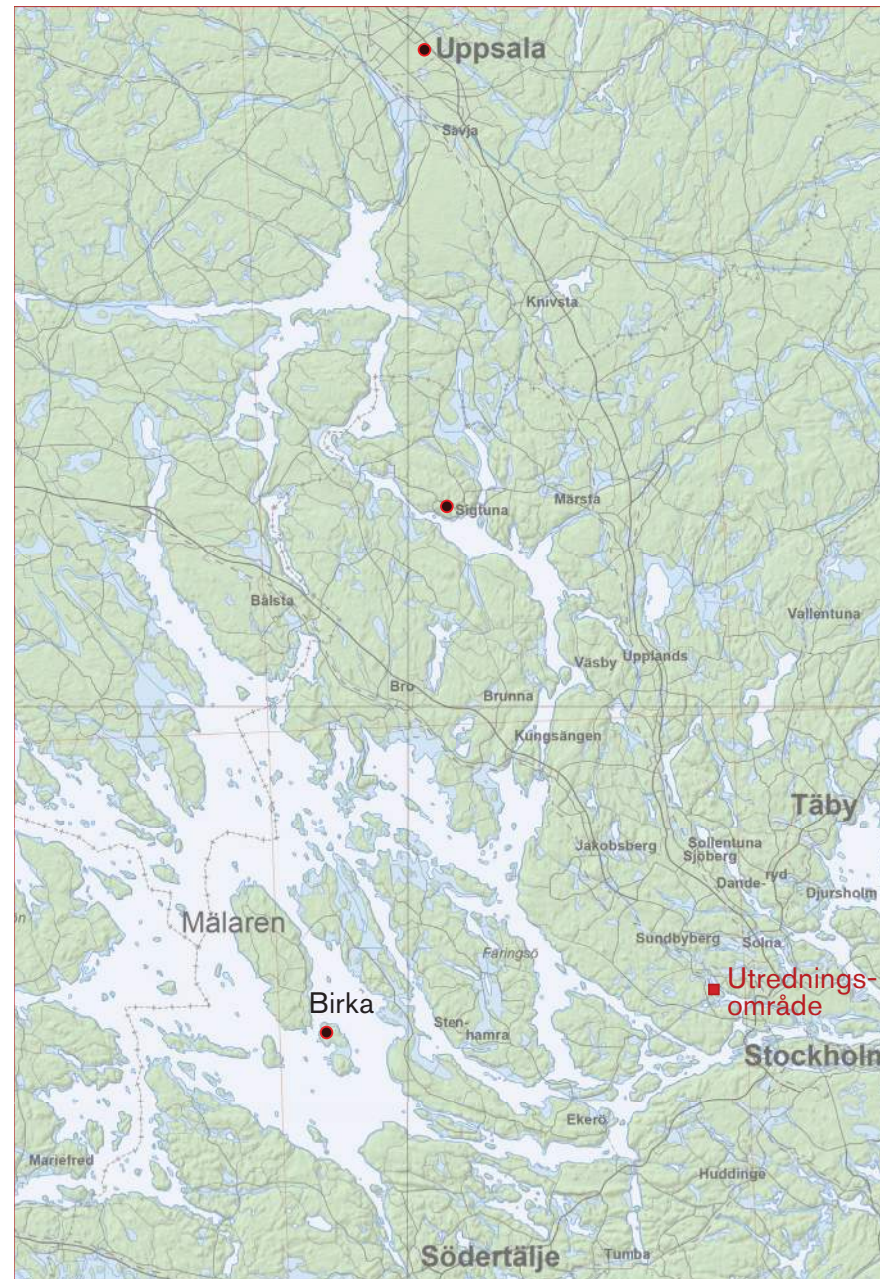 Uppsala
Sävja
Knivsta
Sigtuna
Märsta
Bålsta
Vallentuna
Väsby
Upplands
Bro
Brunna
Kungsängen
Täby
Jakobsberg
Sollentuna
Sjöberg
Dande-
ryd
Djursholm
Mälaren
Sundbyberg
Solna
Färingsö
Utrednings-
område
Birka
Sten-
hamra
Stockholm
Ekerö
Mariefred
Huddinge
Södertälje
Tumba